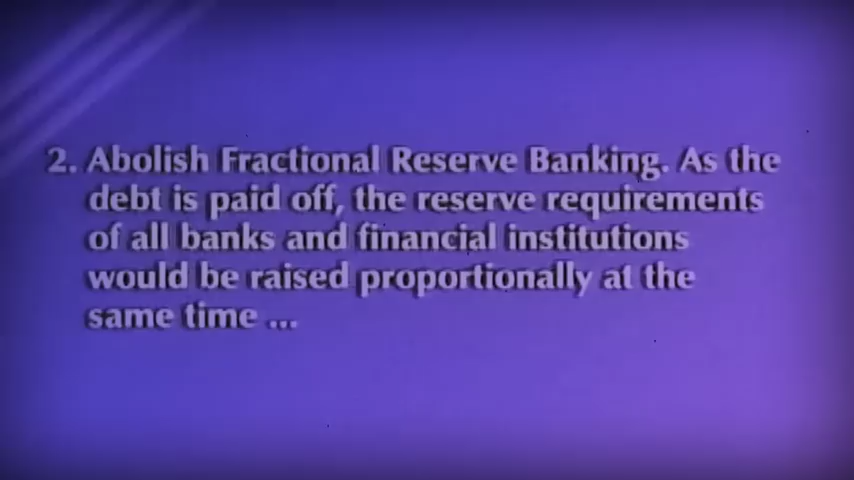 2. Abolish Fractional Reserve Banking. As the
debt is paid off, the reserve requirements
of all banks and financial institutions
would be raised proportionally at the
same time ...